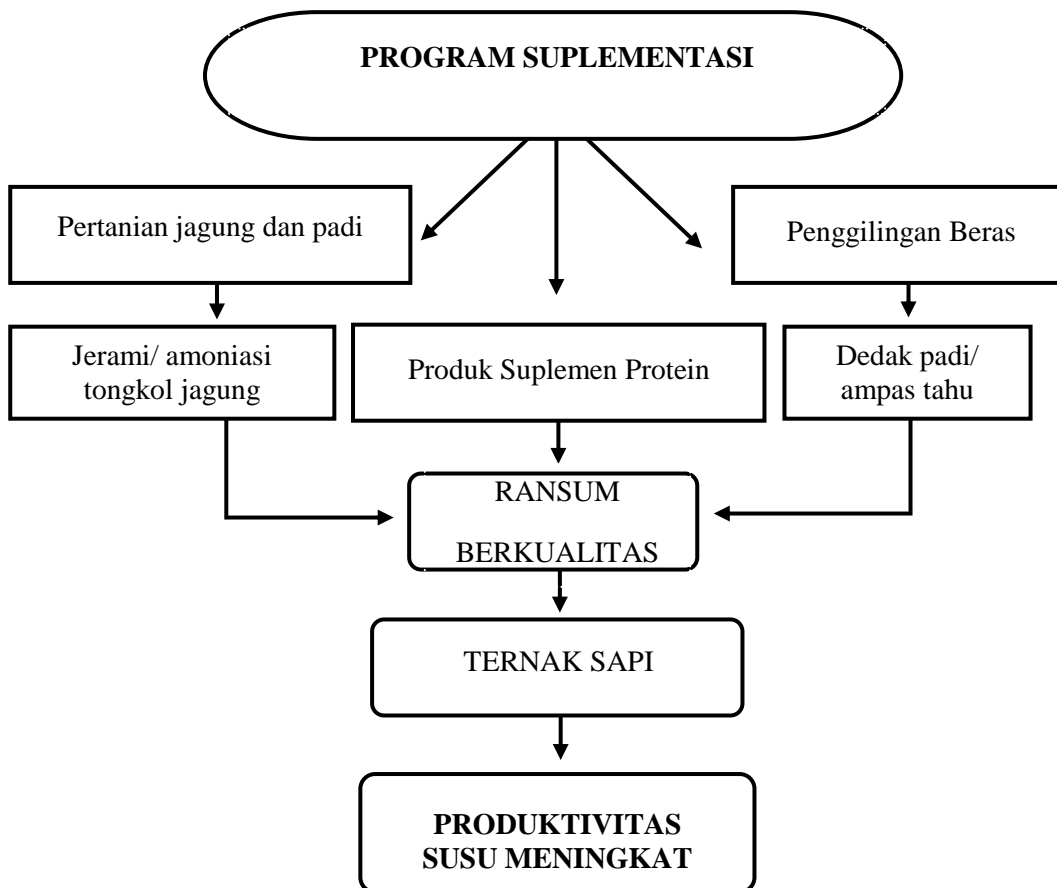 PROGRAM SUPLEMENTASI
Pertanian jagung dan padi
Penggilingan Beras
Jerami/ amoniasi
tongkol jagung
Produk Suplemen Protein
Dedak padi/
ampas tahu
RANSUM
BERKUALITAS
TERNAK SAPI
PRODUKTIVITAS
SUSU MENINGKAT